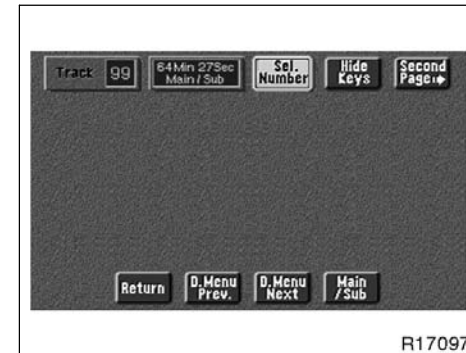 Track 99
64Min 27Sec
Main / Sub
Sel.
Number
Hide
Keys
Second
Page
Return
D.Menu
Prev.
D.Menu
Next
Main
/Sub
R17097